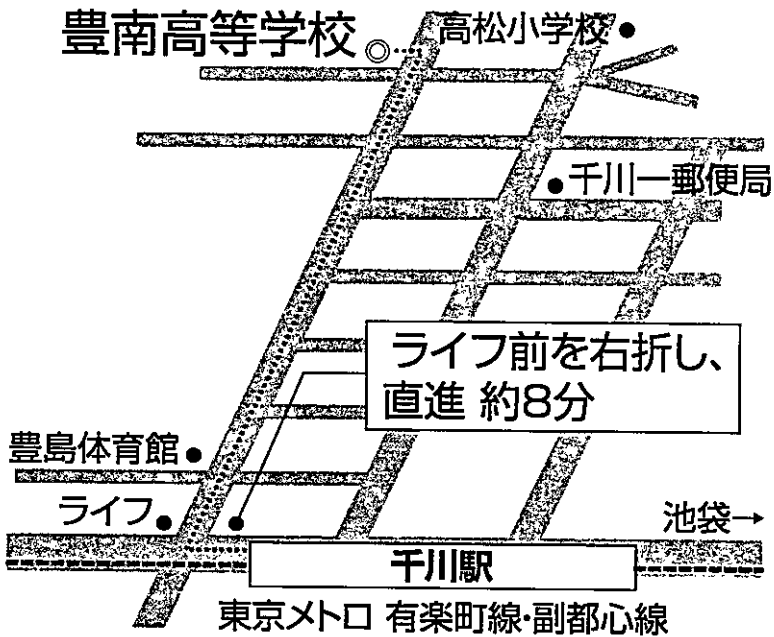 豊南高等学校
高松小学校
千川一郵便局
ライフ前を右折し、
直進 約8分
豊島体育館
ライフ
池袋→
千川駅
東京メトロ 有楽町線・副都心線